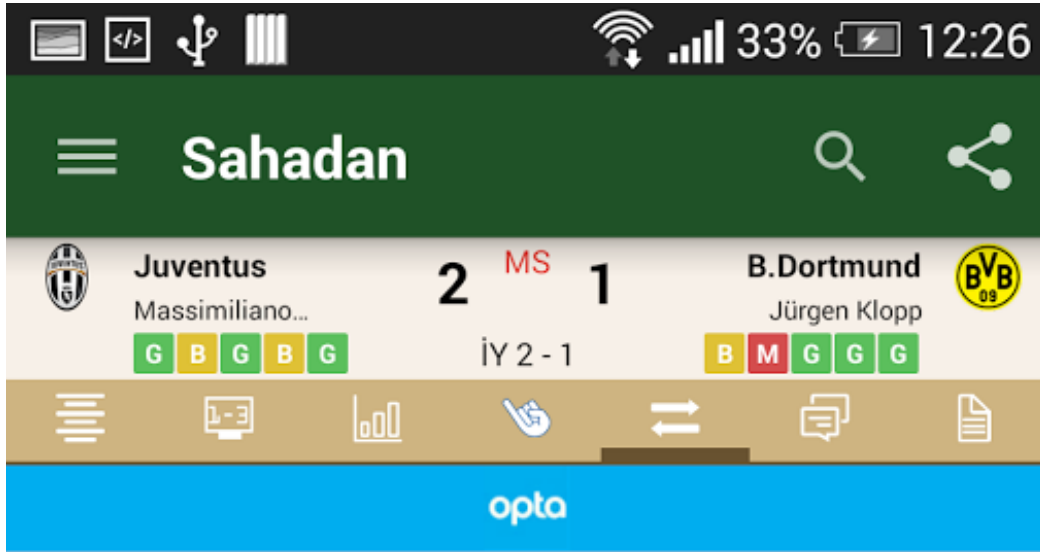 33% 12:26
Sahadan
Juventus 2 MS 1 B.Dortmund
Massimiliano... Jürgen Klopp
G B G B G İY 2 - 1 B M G G G
1-3
opta